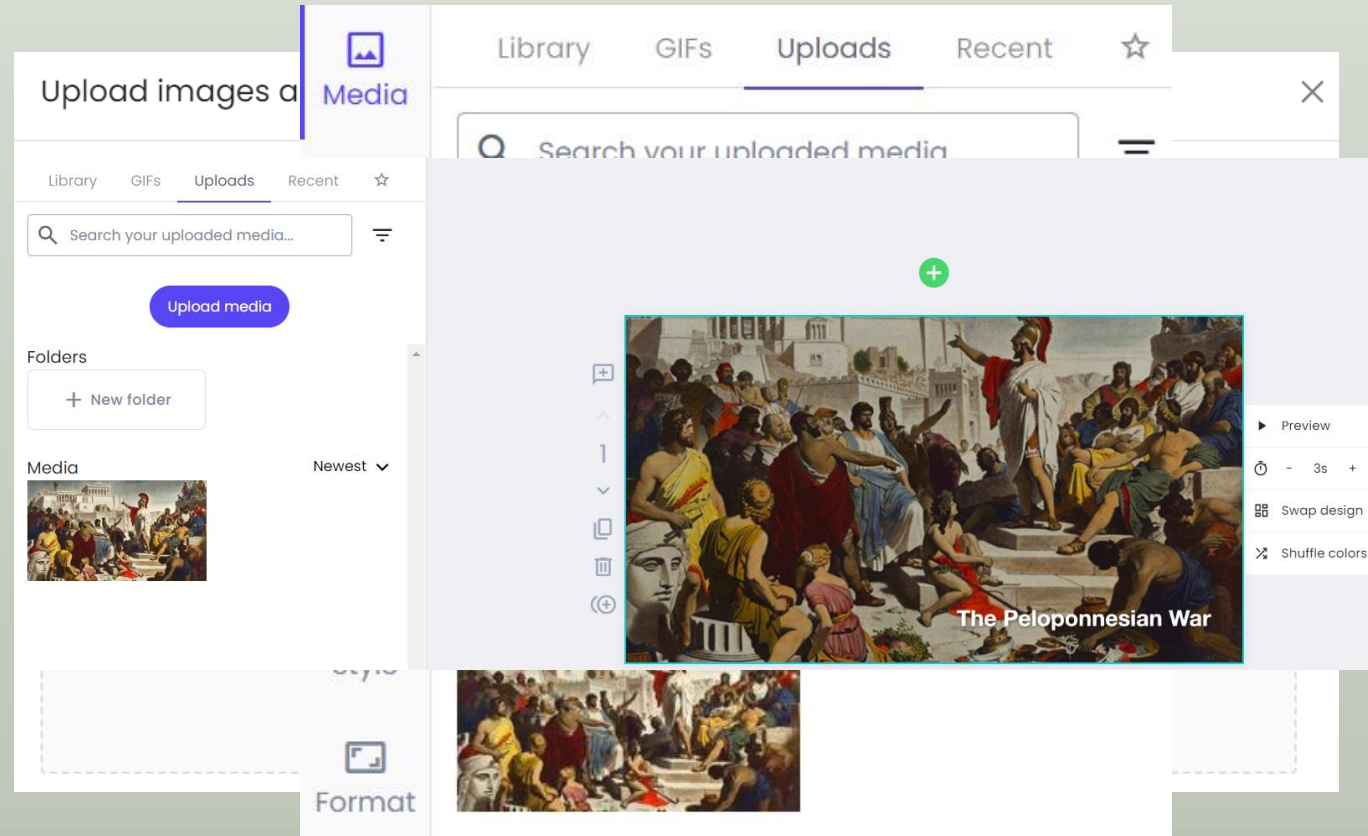 Library GIFs Uploads Recent
Upload images a
Media
Search your uploaded media
Library GIFs Uploads Recent
Search your uploaded media...
Upload media
Folders
+ New folder
Media
Newest
1
Preview
- 3s +
Swap design
Shuffle colors
The Peloponnesian War
Style
Format